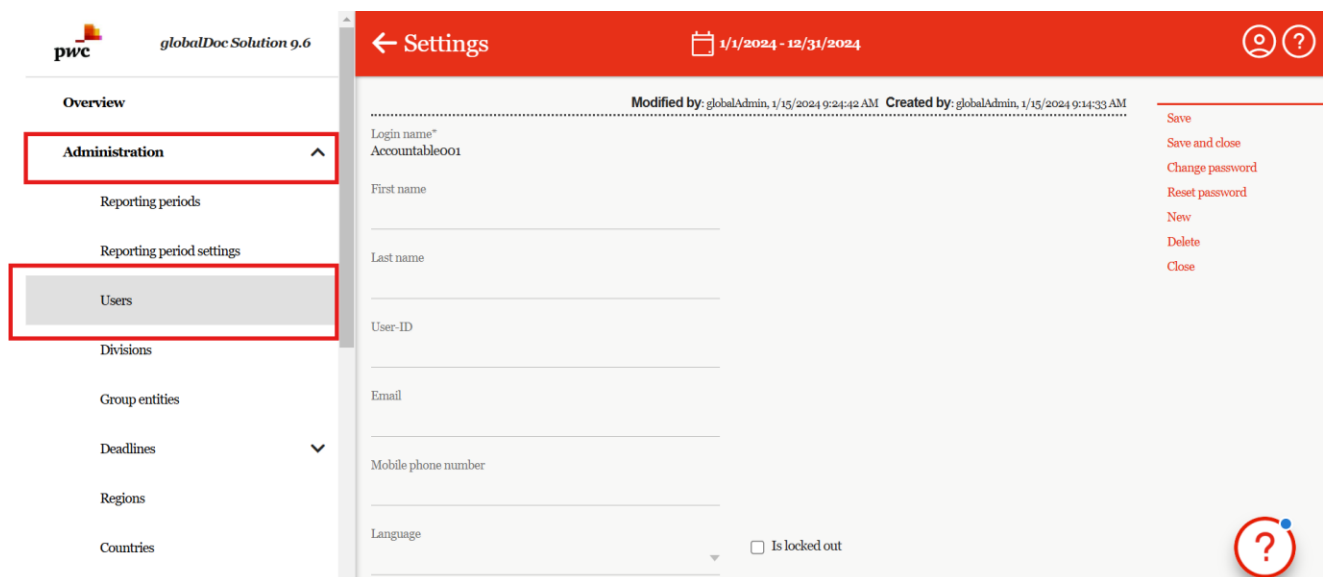 pwc
globalDoc Solution 9.6
Overview
Administration
Reporting periods
Reporting period settings
Users
Divisions
Group entities
Deadlines
Regions
Countries
Settings
1/1/2024 - 12/31/2024
?
Modified by: globalAdmin, 1/15/2024 9:24:42 AM Created by: globalAdmin, 1/15/2024 9:14:33 AM
Login name*
Accountable001
First name
Last name
User-ID
Email
Mobile phone number
Language
Is locked out
Save
Save and close
Change password
Reset password
New
Delete
Close
?